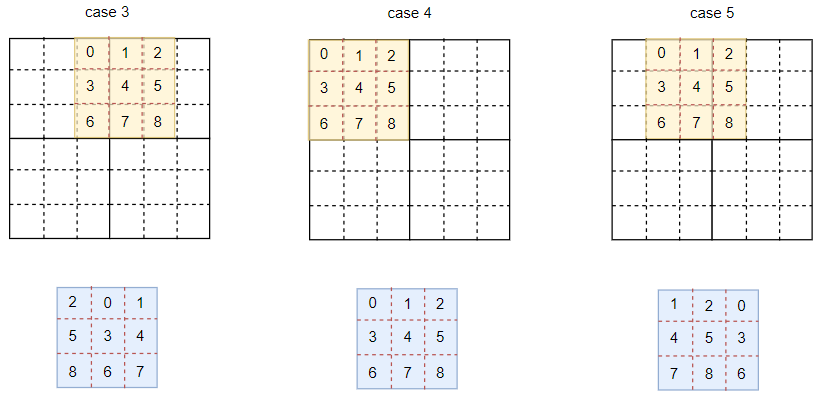 case 3 case 4 case 5
0 1 2 0 1 2 0 1 2
3 4 5 3 4 5 3 4 5
6 7 8 6 7 8 6 7 8
2 0 1 0 1 2 1 2 0
5 3 4 3 4 5 4 5 3
8 6 7 6 7 8 7 8 6